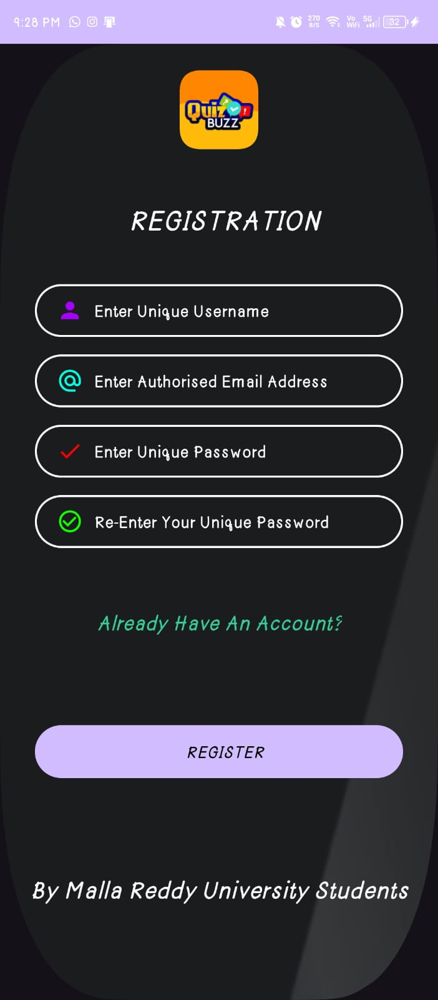 9:28 PM 270 B/S Vo WiFi 5G 32
Quiz
BUZZ
REGISTRATION
Enter Unique Username
Enter Authorised Email Address
Enter Unique Password
Re-Enter Your Unique Password
Already Have An Account?
REGISTER
By Malla Reddy University Students